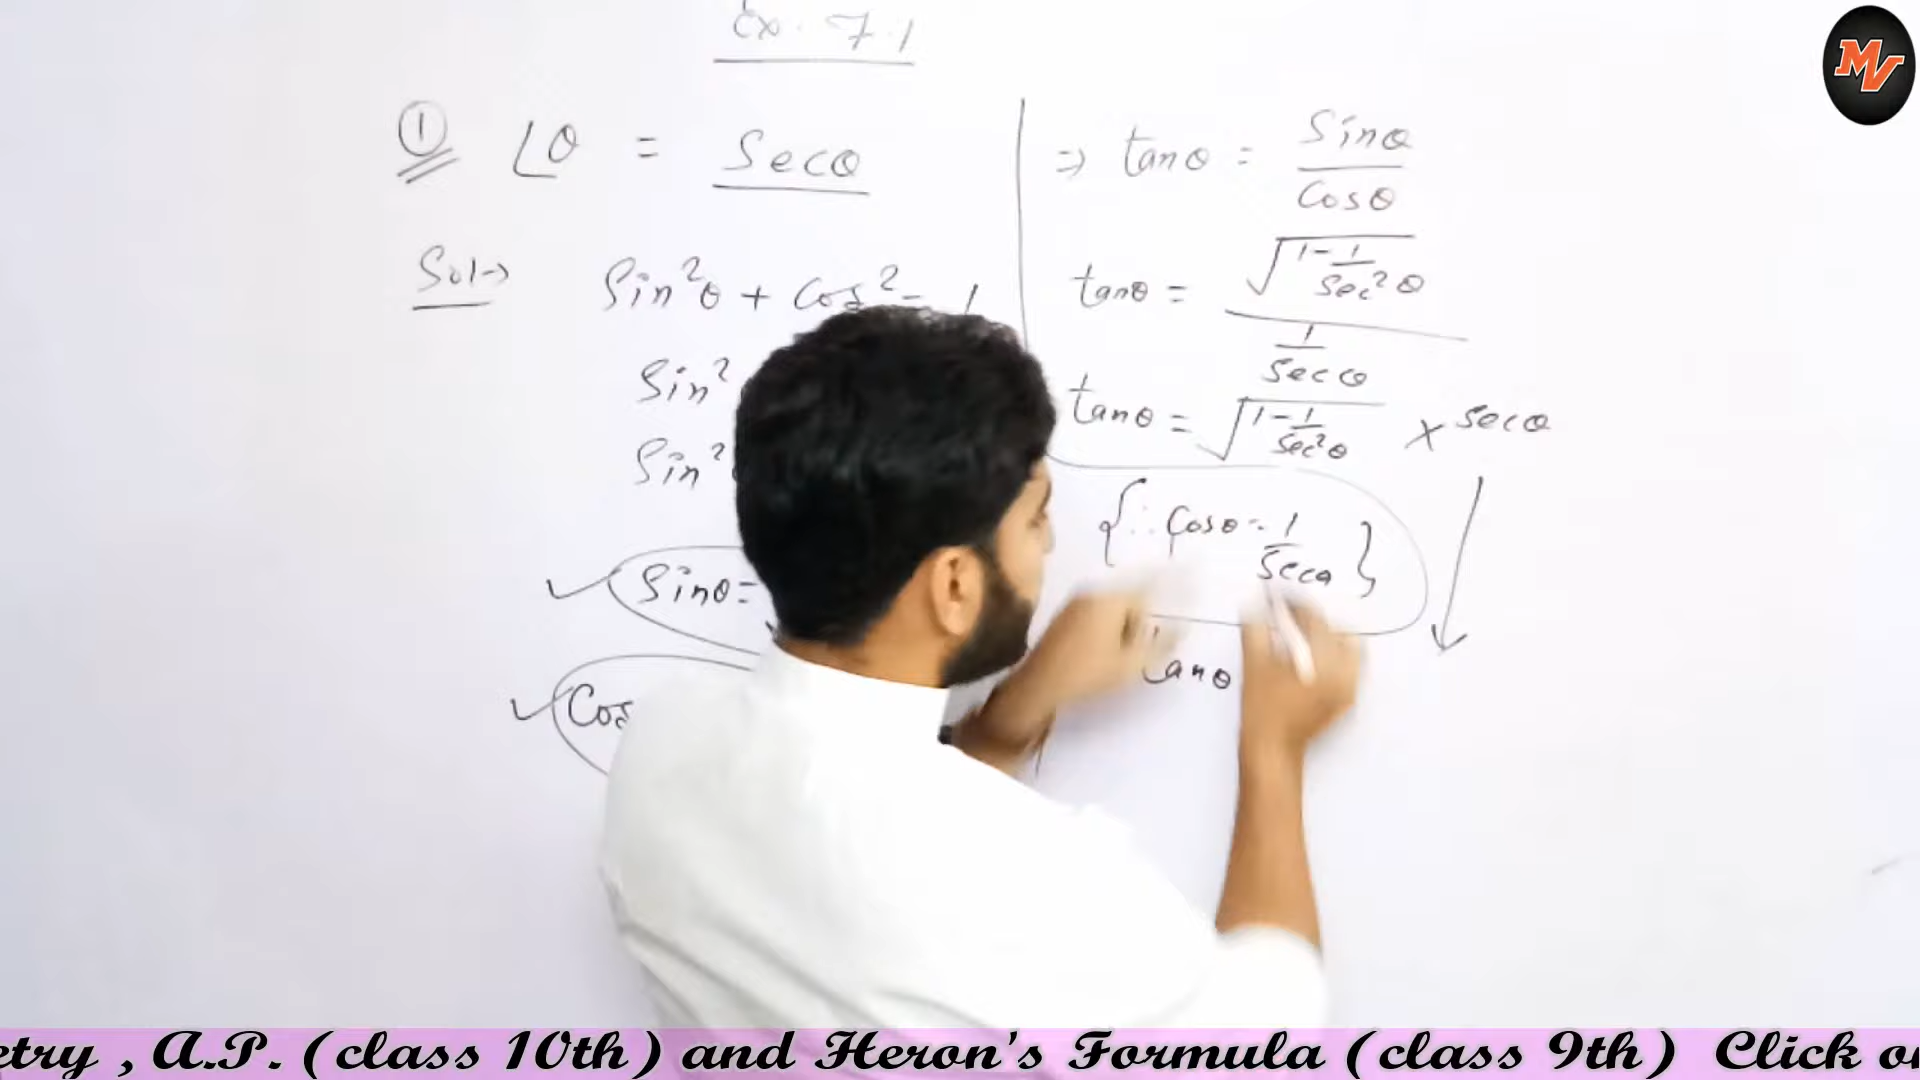 Ex. 7.1
① ∠θ = Secθ
Sol→ Sin²θ + Cos² = 1
Sin²
Sin²
✓ Sinθ =
✓ Cos
⇒ tanθ = Sinθ / Cosθ
tanθ = √(1 - 1/Sec²θ) / (1/Secθ)
tanθ = √(1 - 1/Sec²θ) × Secθ
{∵ Cosθ = 1/Secθ}
tanθ
MV
etry , A.P. (class 10th) and Heron's Formula (class 9th) Click o